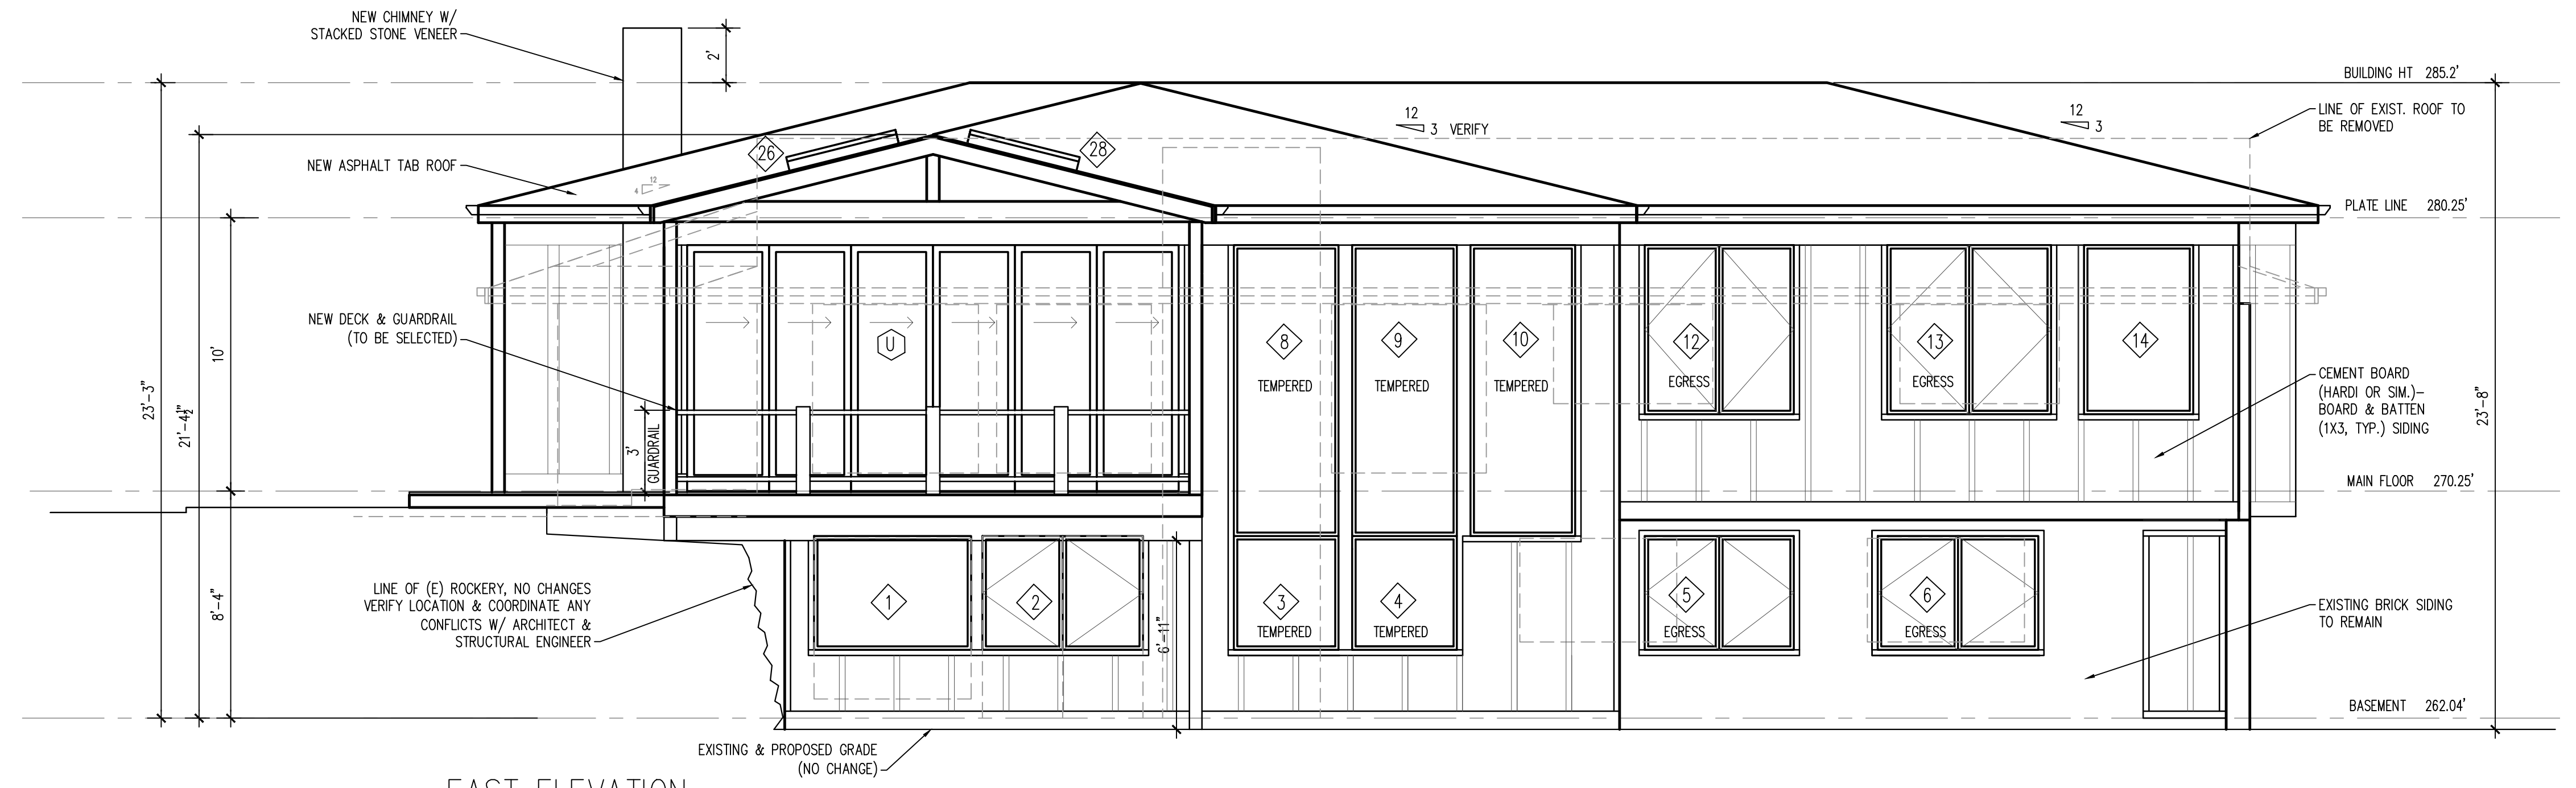 NEW CHIMNEY W/
STACKED STONE VENEER
2'
BUILDING HT 285.2'
12
3 VERIFY
12
3
LINE OF EXIST. ROOF TO
BE REMOVED
26
28
NEW ASPHALT TAB ROOF
12
4
PLATE LINE 280.25'
NEW DECK & GUARDRAIL
(TO BE SELECTED)
U
8
TEMPERED
9
TEMPERED
10
TEMPERED
12
EGRESS
13
EGRESS
14
CEMENT BOARD
(HARDI OR SIM.)–
BOARD & BATTEN
(1X3, TYP.) SIDING
23'-3"
21'-4½"
10'
23'-8"
3'
GUARDRAIL
MAIN FLOOR 270.25'
8'-4"
LINE OF (E) ROCKERY, NO CHANGES
VERIFY LOCATION & COORDINATE ANY
CONFLICTS W/ ARCHITECT &
STRUCTURAL ENGINEER
1
2
6'-11"
3
TEMPERED
4
TEMPERED
5
EGRESS
6
EGRESS
EXISTING BRICK SIDING
TO REMAIN
BASEMENT 262.04'
EXISTING & PROPOSED GRADE
(NO CHANGE)
EAST ELEVATION